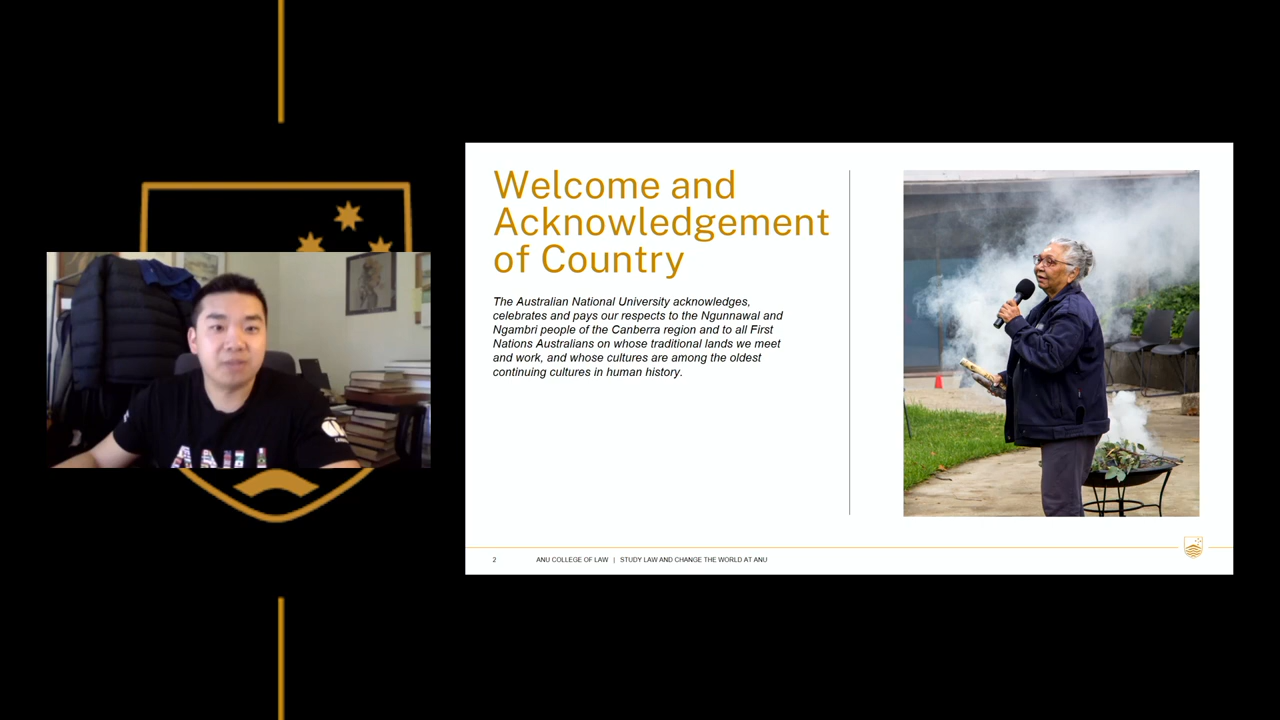 Welcome and
Acknowledgement
of Country
The Australian National University acknowledges,
celebrates and pays our respects to the Ngunnawal and
Ngambri people of the Canberra region and to all First
Nations Australians on whose traditional lands we meet
and work, and whose cultures are among the oldest
continuing cultures in human history.
ANU
2 ANU COLLEGE OF LAW | STUDY LAW AND CHANGE THE WORLD AT ANU